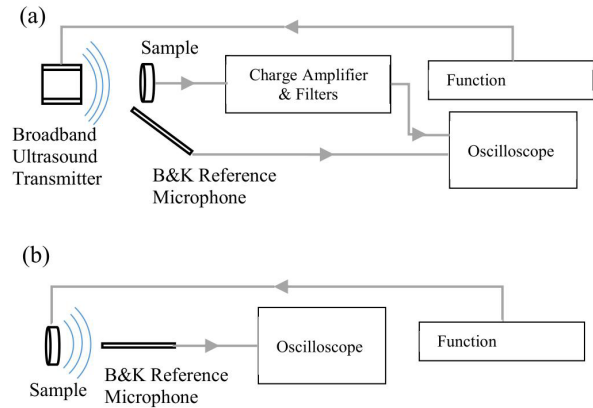 (a)
Sample
Charge Amplifier
& Filters
Function
Broadband
Ultrasound
Transmitter
Oscilloscope
B&K Reference
Microphone
(b)
Oscilloscope
Function
Sample
B&K Reference
Microphone